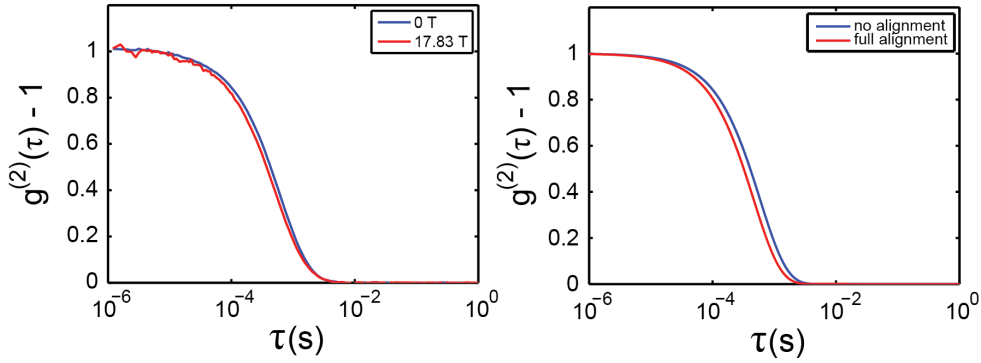 0 T
17.83 T
1
0.8
0.6
0.4
0.2
0
10⁻⁶
10⁻⁴
10⁻²
10⁰
g⁽²⁾(τ) - 1
τ(s)
no alignment
full alignment
1
0.8
0.6
0.4
0.2
0
10⁻⁶
10⁻⁴
10⁻²
10⁰
g⁽²⁾(τ) - 1
τ(s)